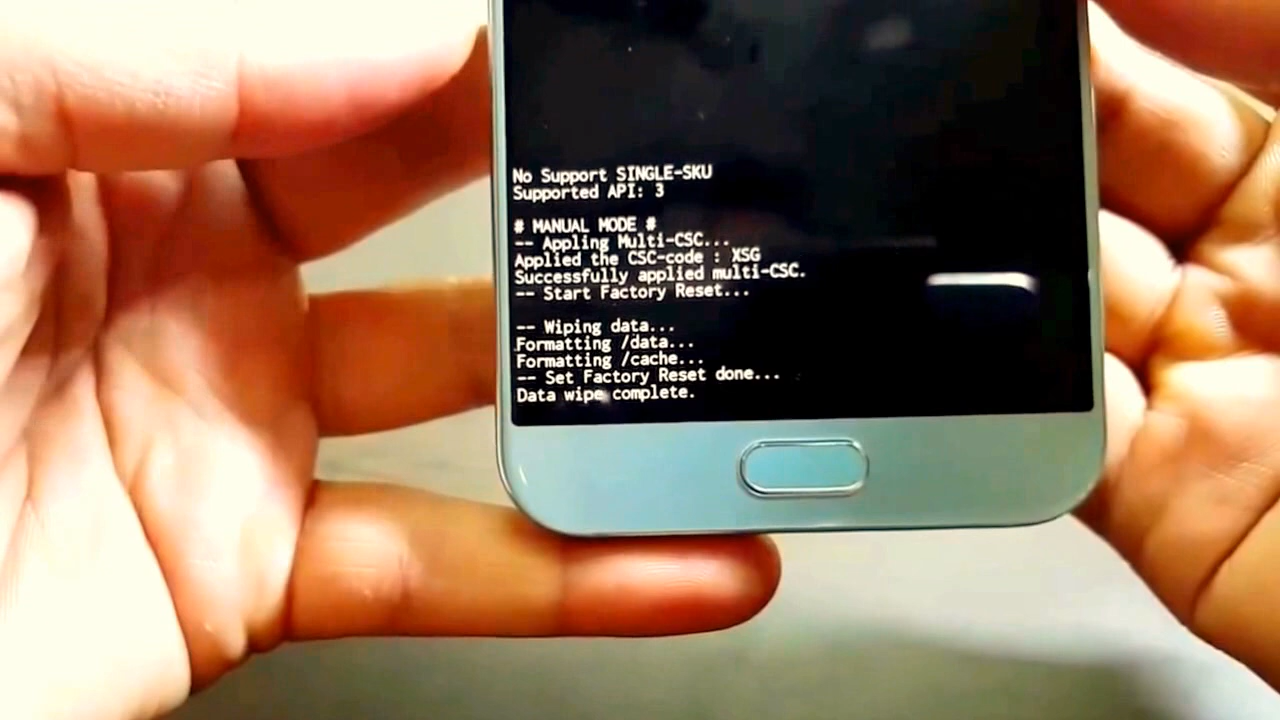 No Support SINGLE-SKU
Supported API: 3
# MANUAL MODE #
-- Appling Multi-CSC...
Applied the CSC-code : XSG
Successfully applied multi-CSC.
-- Start Factory Reset...
-- Wiping data...
Formatting /data...
Formatting /cache...
-- Set Factory Reset done...
Data wipe complete.